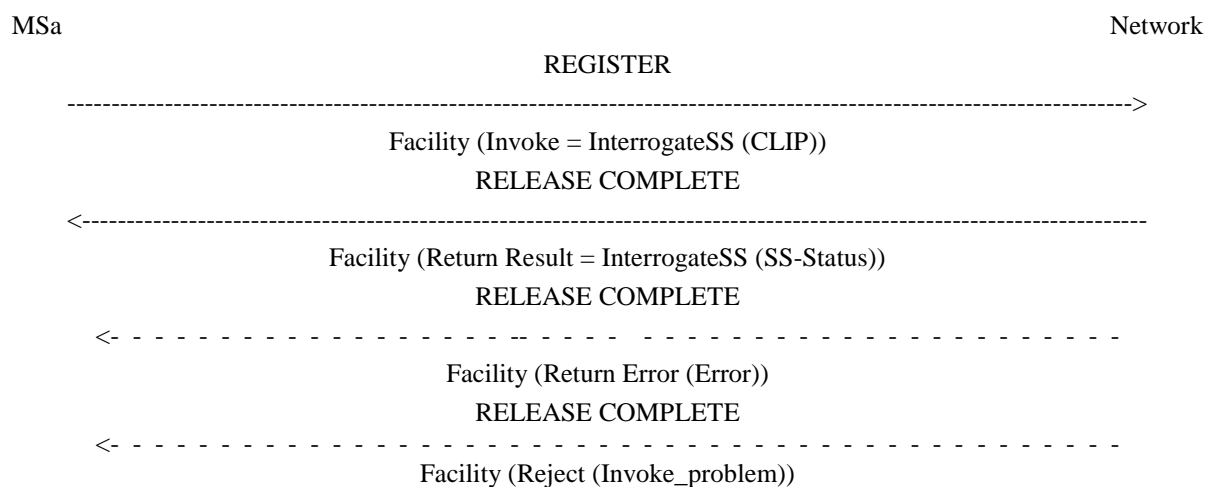 MSa Network
REGISTER
Facility (Invoke = InterrogateSS (CLIP))
RELEASE COMPLETE
Facility (Return Result = InterrogateSS (SS-Status))
RELEASE COMPLETE
Facility (Return Error (Error))
RELEASE COMPLETE
Facility (Reject (Invoke_problem))